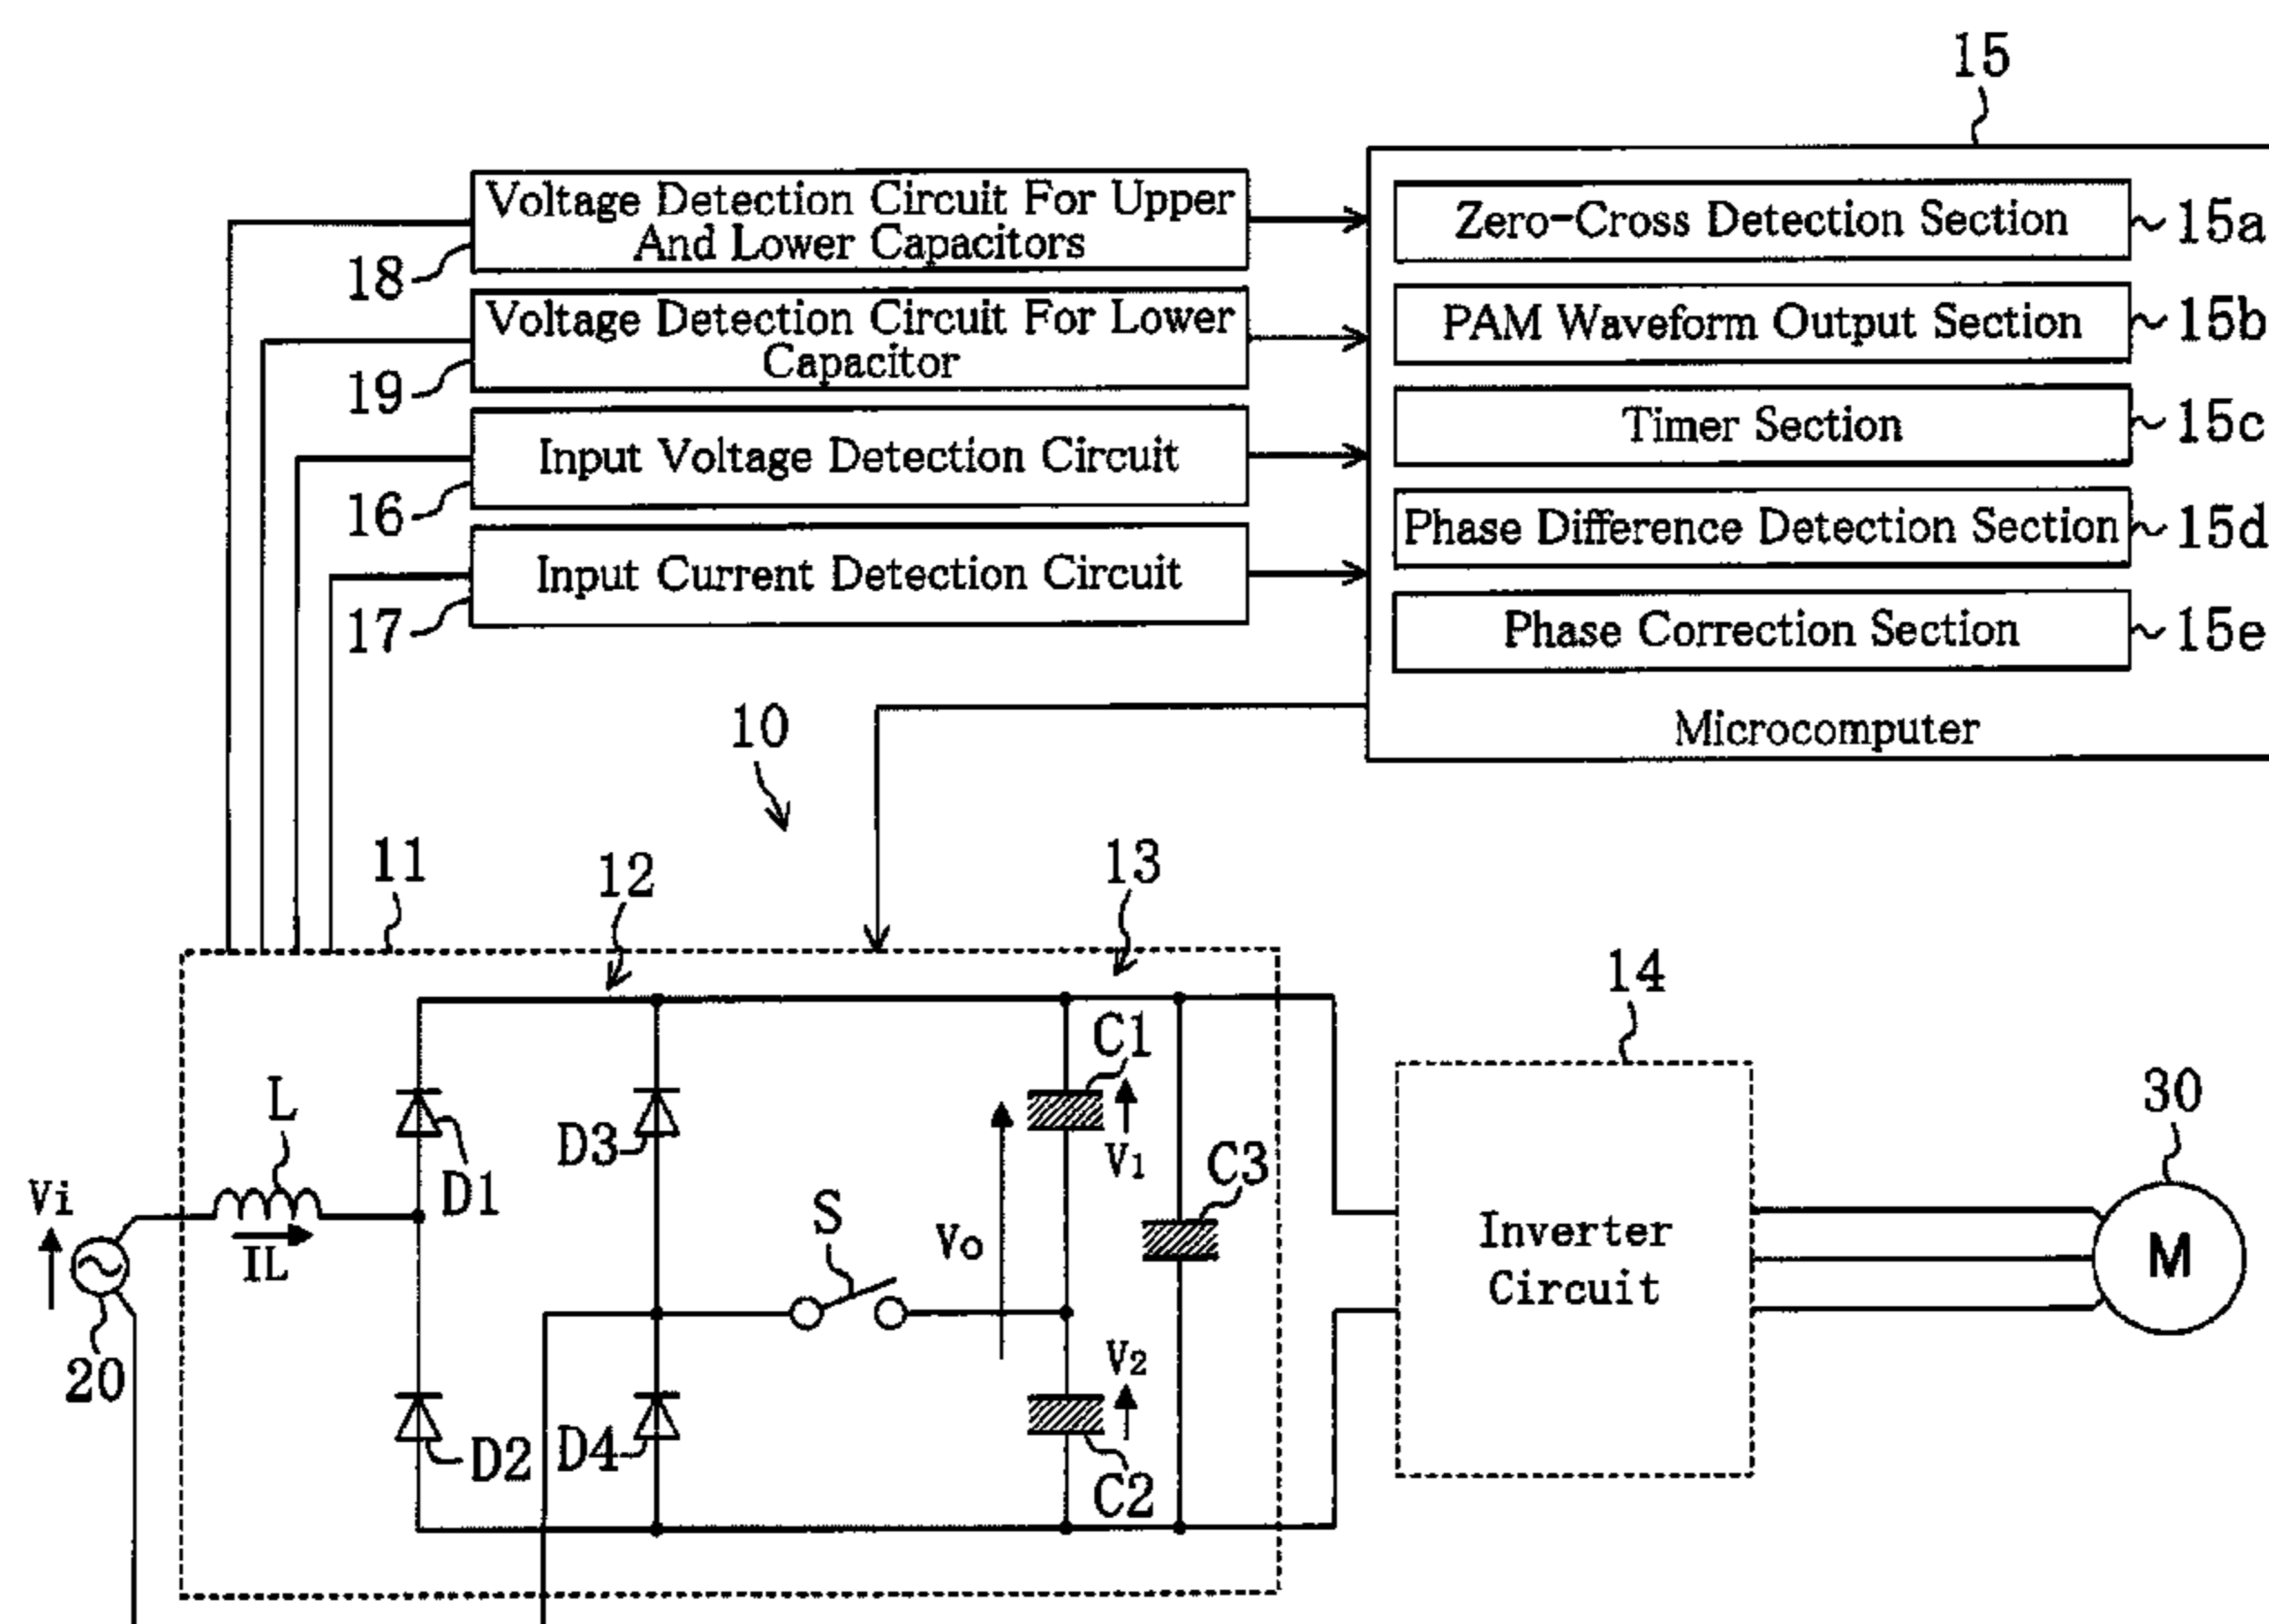 15
Voltage Detection Circuit For Upper
And Lower Capacitors
18
Voltage Detection Circuit For Lower
Capacitor
19
Input Voltage Detection Circuit
16
Input Current Detection Circuit
17
Zero-Cross Detection Section
15a
PAM Waveform Output Section
15b
Timer Section
15c
Phase Difference Detection Section
15d
Phase Correction Section
15e
Microcomputer
10
11
12
13
14
C1
V1
L
D1
D3
C3
30
Vi
IL
S
Vo
Inverter
Circuit
M
20
V2
D2
D4
C2